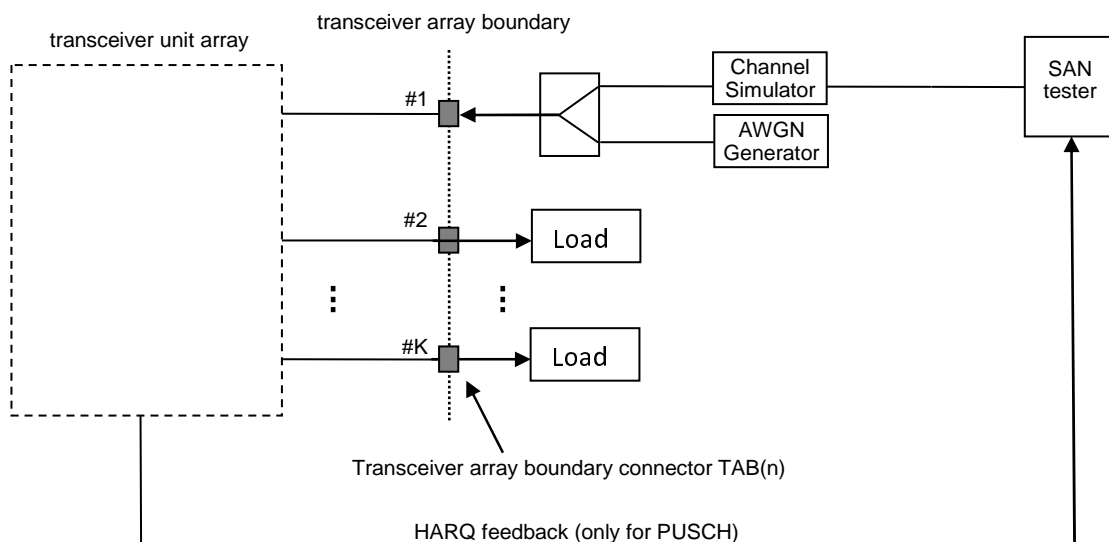 transceiver array boundary
transceiver unit array
Channel
Simulator
SAN
tester
#1
AWGN
Generator
#2
Load
#K
Load
Transceiver array boundary connector TAB(n)
HARQ feedback (only for PUSCH)